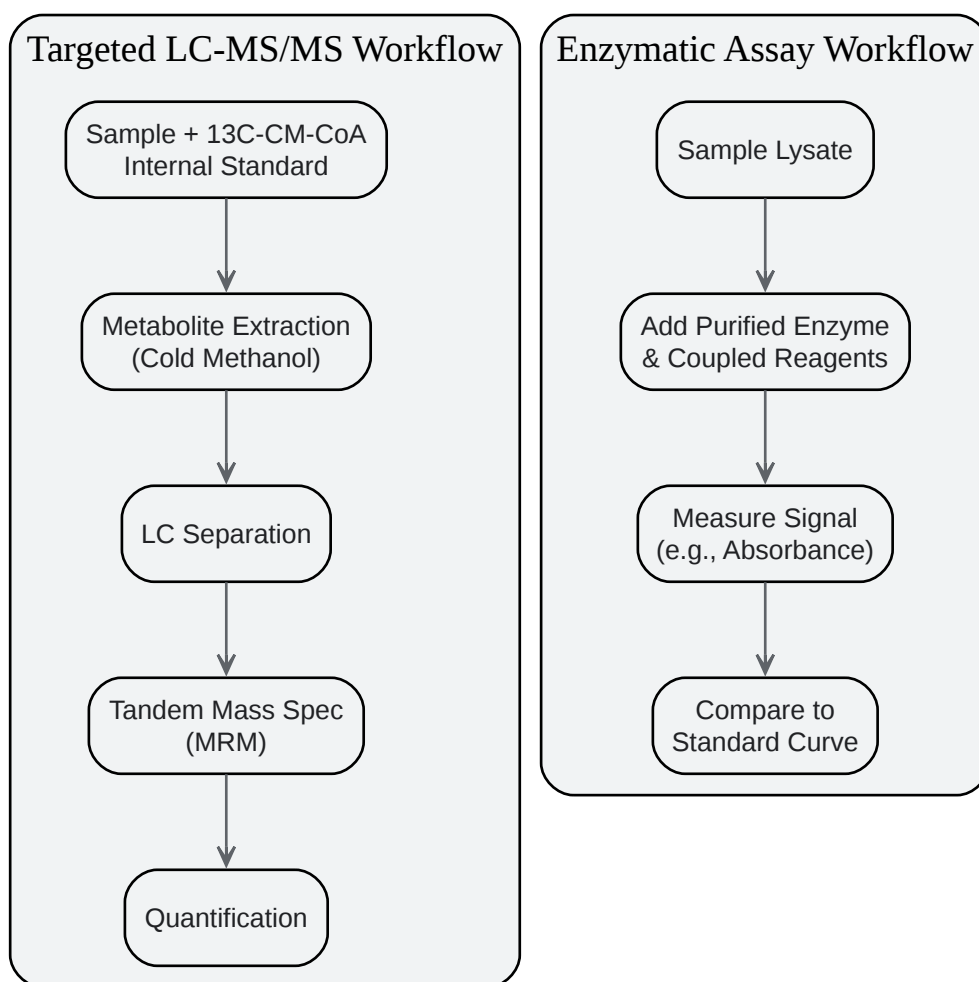 Targeted LC-MS/MS Workflow
Sample + 13C-CM-CoA
Internal Standard
Metabolite Extraction
(Cold Methanol)
LC Separation
Tandem Mass Spec
(MRM)
Quantification
Enzymatic Assay Workflow
Sample Lysate
Add Purified Enzyme
& Coupled Reagents
Measure Signal
(e.g., Absorbance)
Compare to
Standard Curve